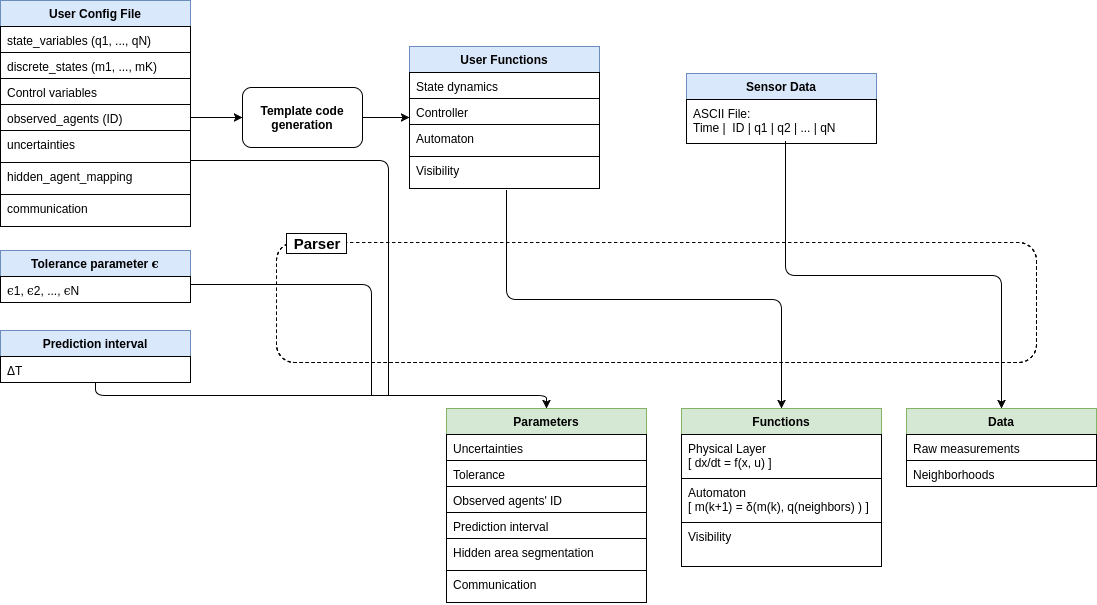 User Config File
state_variables (q1, ..., qN)
discrete_states (m1, ..., mK)
Control variables
observed_agents (ID)
uncertainties
hidden_agent_mapping
communication
Template code
generation
User Functions
State dynamics
Controller
Automaton
Visibility
Sensor Data
ASCII File:
Time |  ID | q1 | q2 | ... | qN
Parser
Tolerance parameter ϵ
ϵ1, ϵ2, ..., ϵN
Prediction interval
ΔT
Parameters
Uncertainties
Tolerance
Observed agents' ID
Prediction interval
Hidden area segmentation
Communication
Functions
Physical Layer
[ dx/dt = f(x, u) ]
Automaton
[ m(k+1) = δ(m(k), q(neighbors) ) ]
Visibility
Data
Raw measurements
Neighborhoods